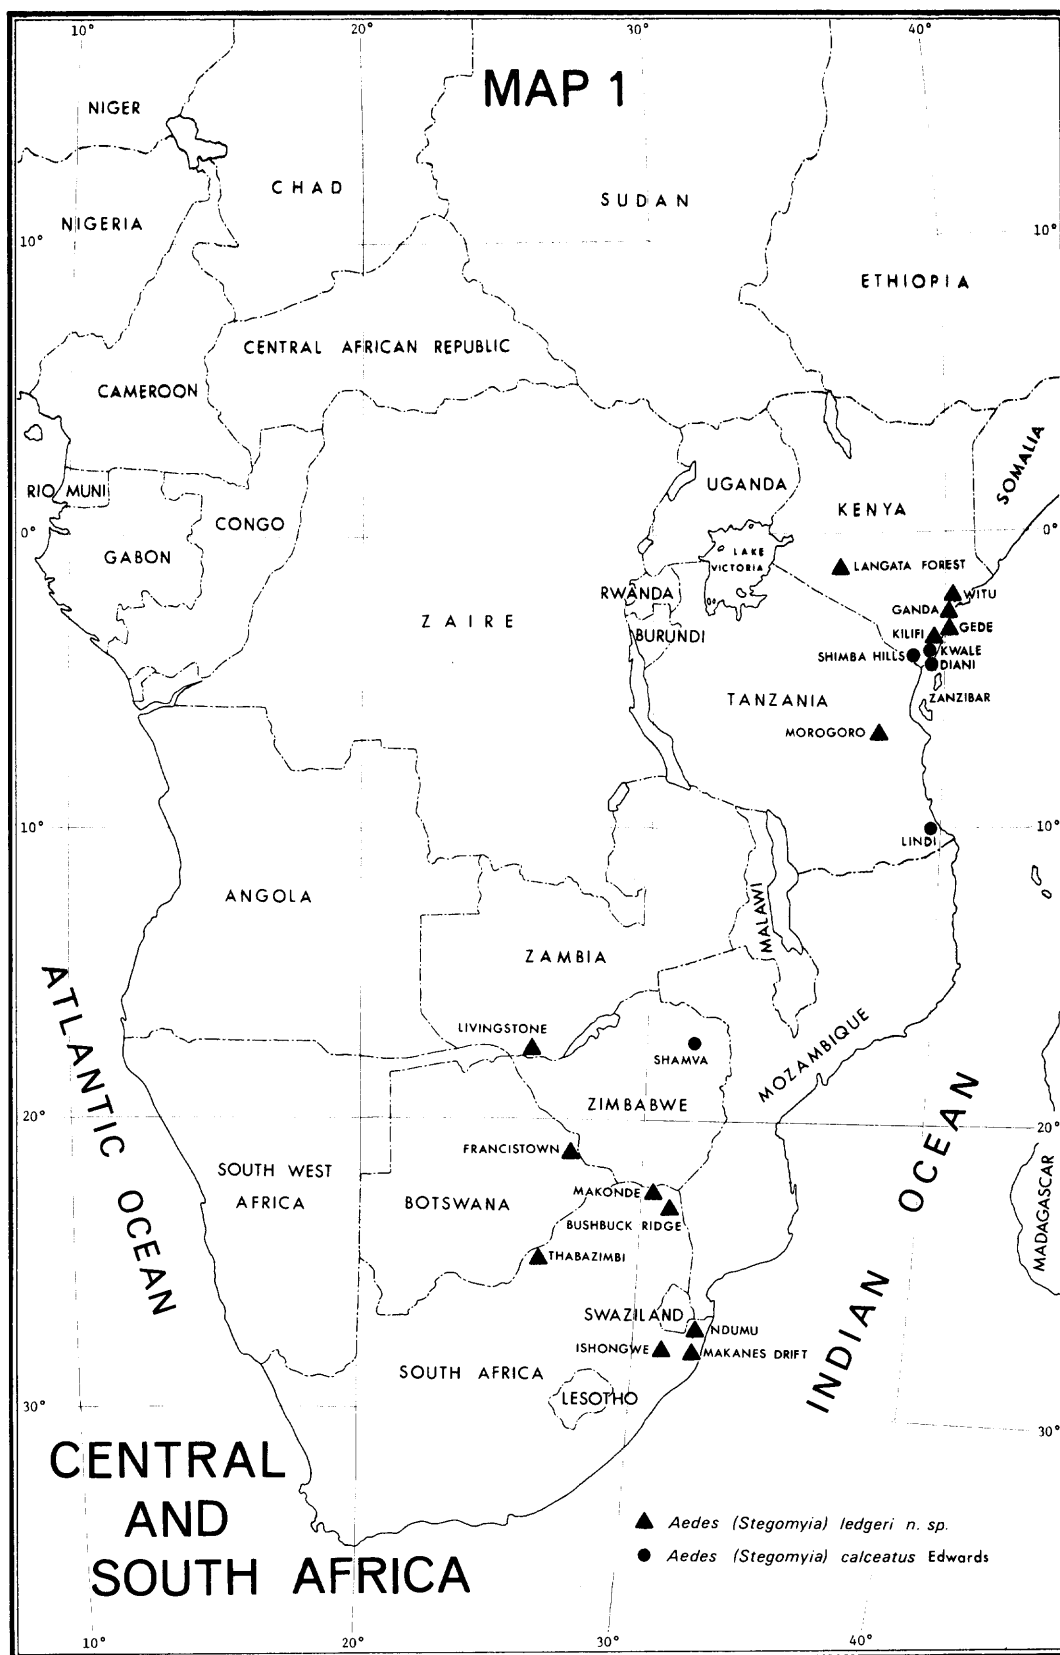 10° 20° 30° 40°
MAP 1
NIGER
CHAD
SUDAN
NIGERIA
10° 10°
ETHIOPIA
CENTRAL AFRICAN REPUBLIC
CAMEROON
SOMALIA
UGANDA
RIO MUNI
KENYA
CONGO
0° 0°
GABON
LAKE
VICTORIA
LANGATA FOREST
RWANDA
WITU
GANDA
ZAIRE
GEDE
KILIFI
BURUNDI
KWALE
SHIMBA HILLS
DIANI
TANZANIA
ZANZIBAR
MOROGORO
10° 10°
LINDI
ANGOLA
MALAWI
ZAMBIA
ATLANTIC OCEAN
LIVINGSTONE
SHAMVA
MOZAMBIQUE
ZIMBABWE
20° 20°
FRANCISTOWN
SOUTH WEST
AFRICA
MAKONDE
BOTSWANA
BUSHBUCK RIDGE
MADAGASCAR
THABAZIMBI
INDIAN OCEAN
SWAZILAND
NDUMU
ISHONGWE
MAKANES DRIFT
SOUTH AFRICA
LESOTHO
30° 30°
CENTRAL
AND
SOUTH AFRICA
Aedes (Stegomyia) ledgeri n. sp.
Aedes (Stegomyia) calceatus Edwards
10° 20° 30° 40°